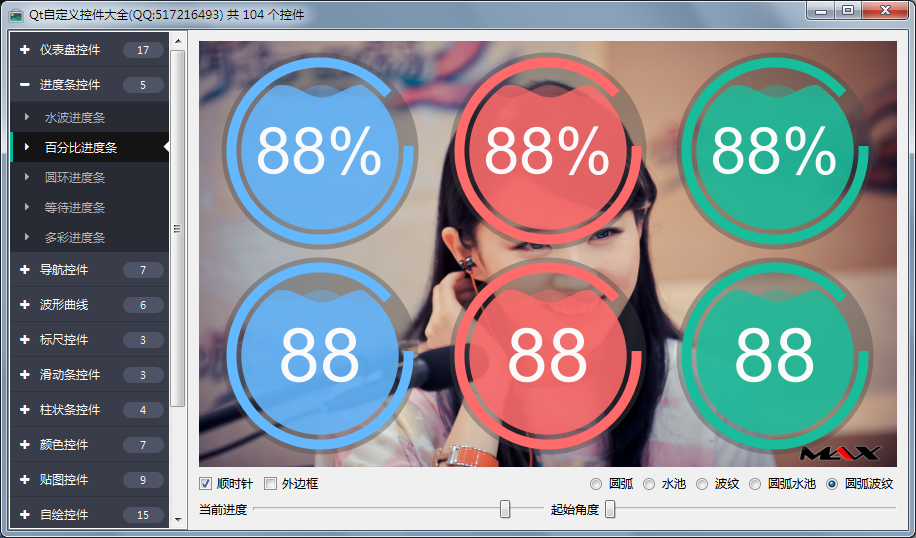 Qt自定义控件大全(QQ:517216493) 共 104 个控件
仪表盘控件 17
进度条控件 5
水波进度条
百分比进度条
圆环进度条
等待进度条
多彩进度条
导航控件 7
波形曲线 6
标尺控件 3
滑动条控件 3
柱状条控件 4
颜色控件 7
贴图控件 9
自绘控件 15
88% 88% 88%
88 88 88
MAX
顺时针 外边框 圆弧 水池 波纹 圆弧水池 圆弧波纹
当前进度 起始角度